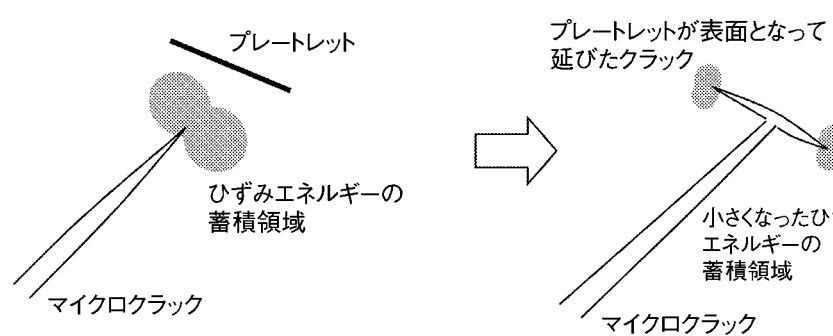 プレートレット
ひずみエネルギーの
蓄積領域
マイクロクラック
プレートレットが表面となって
延びたクラック
小さくなったひ
エネルギーの
蓄積領域
マイクロクラック